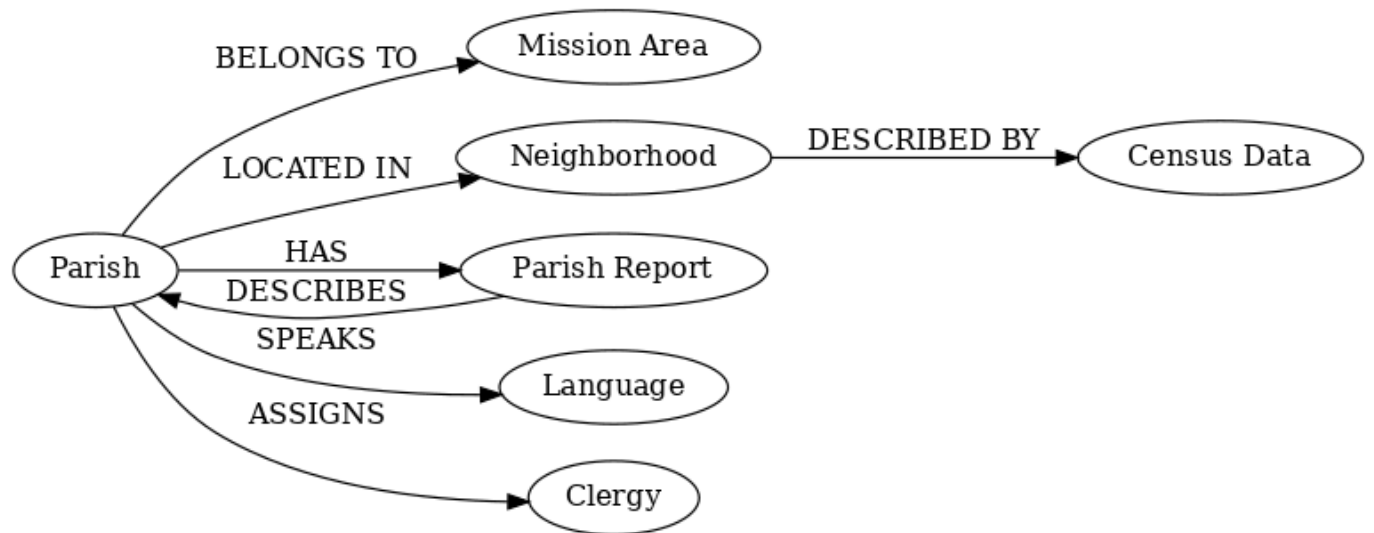 BELONGS TO
Mission Area
LOCATED IN
Neighborhood
DESCRIBED BY
Census Data
Parish
HAS
Parish Report
DESCRIBES
SPEAKS
Language
ASSIGNS
Clergy